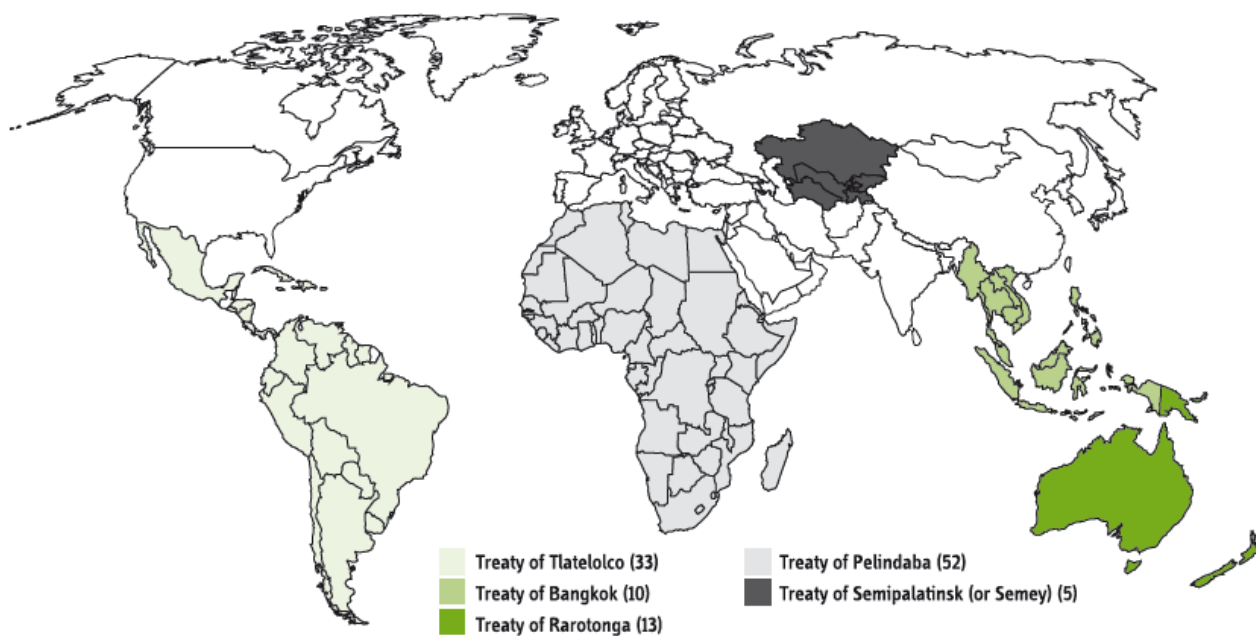 Treaty of Tlatelolco (33)
Treaty of Bangkok (10)
Treaty of Rarotonga (13)
Treaty of Pelindaba (52)
Treaty of Semipalatinsk (or Semey) (5)